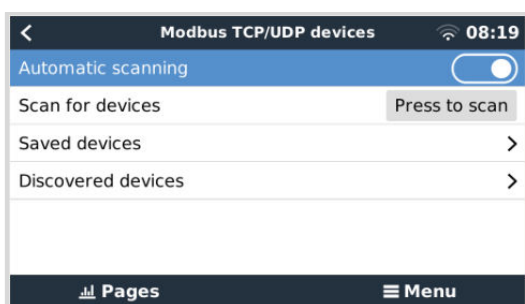 Modbus TCP/UDP devices 08:19
Automatic scanning
Scan for devices Press to scan
Saved devices
Discovered devices
Pages Menu